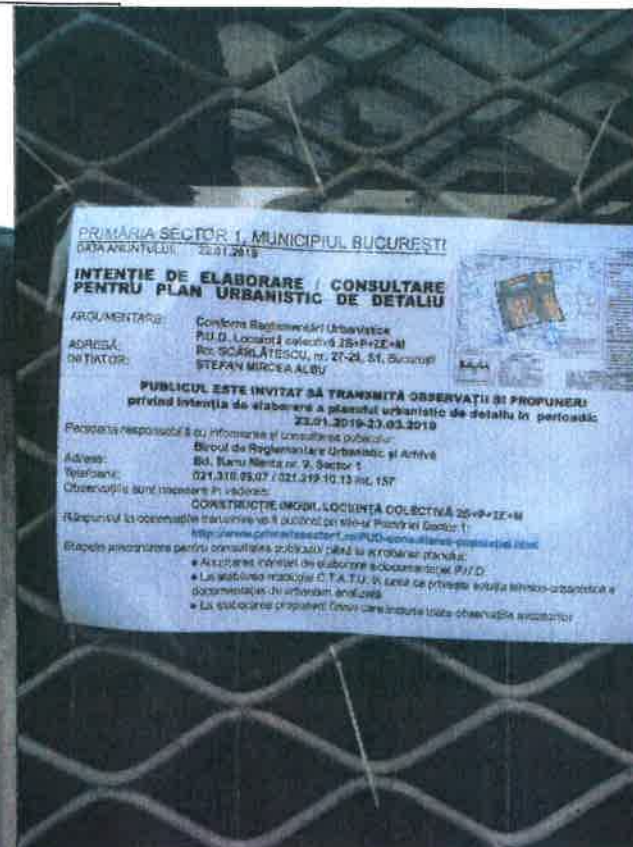 PRIMĂRIA SECTOR 1, MUNICIPIUL BUCUREȘTI
DATA ANUNȚULUI: 22.01.2019
INTENȚIE DE ELABORARE / CONSULTARE
PENTRU PLAN URBANISTIC DE DETALIU
ARGUMENTARE: Conform Reglementări Urbanistice
P.U.D. Locuință colectivă 2S+P+2E+M
ADRESĂ: Str. SCĂRLĂTESCU, nr. 27-29, S1, București
INIȚIATOR: ȘTEFAN MIRCEA ALBU
PUBLICUL ESTE INVITAT SĂ TRANSMITĂ OBSERVAȚII ȘI PROPUNERI
privind intenția de elaborare a planului urbanistic de detaliu în perioada:
23.01.2019-23.03.2019
Persoana responsabilă cu informarea și consultarea publicului:
Biroul de Reglementare Urbanistic și Arhivă
Adresa: Bd. Banu Manta nr. 9, Sector 1
Telefoane: 021.319.10.13 int. 157
Observațiile sunt necesare în vederea:
CONSTRUCȚIE IMOBIL LOCUINȚĂ COLECTIVĂ 2S+P+2E+M
Răspunsul la observațiile transmise va fi publicat pe site-ul Primăriei Sector 1:
Etapele preconizate pentru consultarea publicului până la aprobarea planului:
• Anunțarea intenției de elaborare a documentației P.U.D.
• La stabilirea C.T.A.T.U. în ceea ce privește soluția tehnico-urbanistică a
documentației de urbanism analizată
• La elaborarea propunerii finale care include toate observațiile